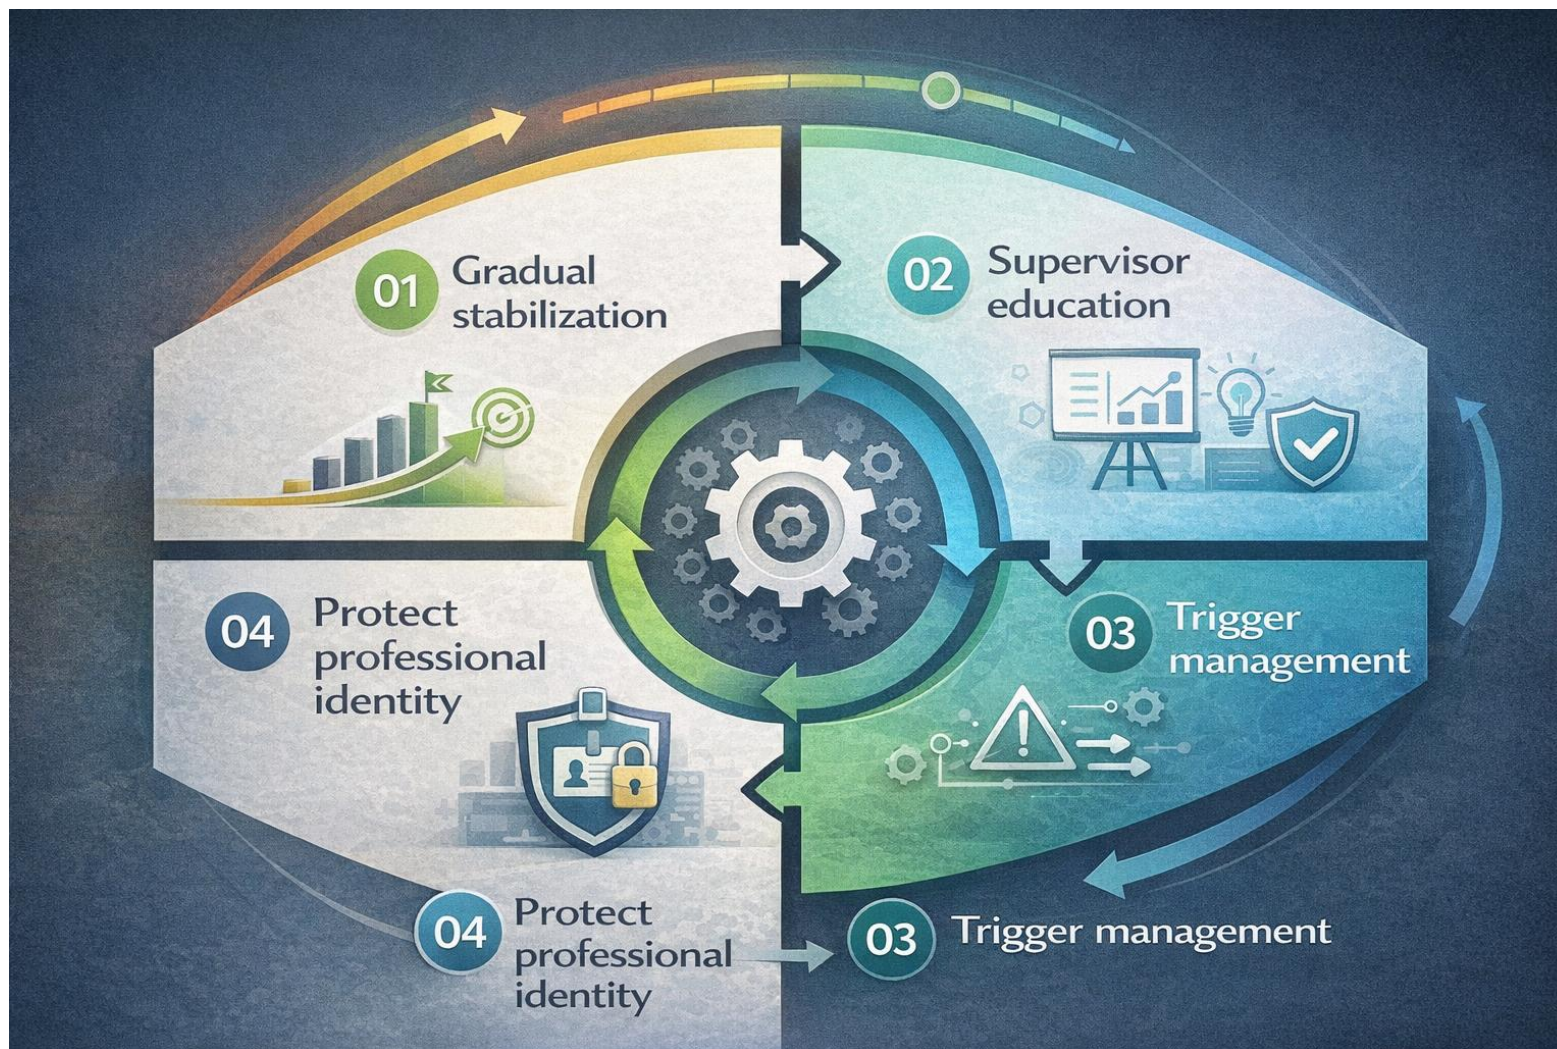 01
Gradual
stabilization
02
Supervisor
education
03
Trigger
management
04
Protect
professional
identity
04
Protect
professional
identity
03
Trigger management